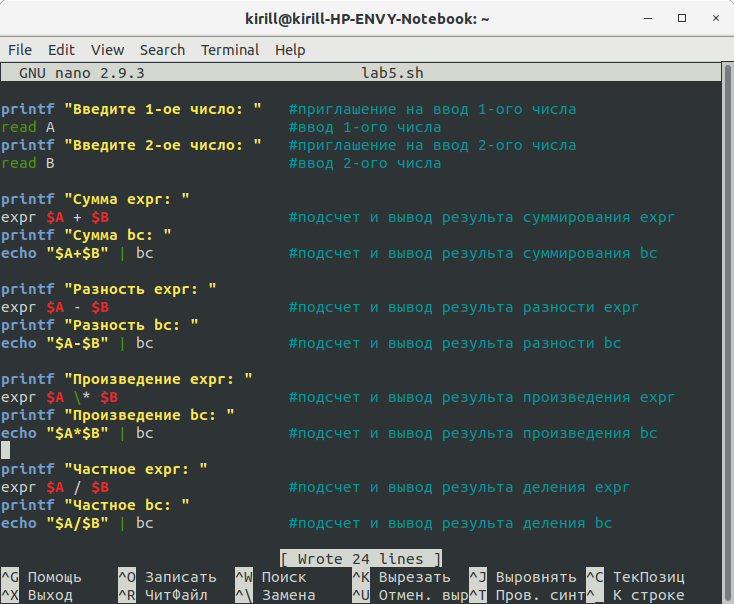 kirill@kirill-HP-ENVY-Notebook: ~
File Edit View Search Terminal Help
GNU nano 2.9.3 lab5.sh
printf "Введите 1-ое число: " #приглашение на ввод 1-ого числа
read A #ввод 1-ого числа
printf "Введите 2-ое число: " #приглашение на ввод 2-ого числа
read B #ввод 2-ого числа
printf "Сумма expr: "
expr $A + $B #подсчет и вывод результа суммирования expr
printf "Сумма bc: "
echo "$A+$B" | bc #подсчет и вывод результа суммирования bc
printf "Разность expr: "
expr $A - $B #подсчет и вывод результа разности expr
printf "Разность bc: "
echo "$A-$B" | bc #подсчет и вывод результа разности bc
printf "Произведение expr: "
expr $A \* $B #подсчет и вывод результа произведения expr
printf "Произведение bc: "
echo "$A*$B" | bc #подсчет и вывод результа произведения bc
printf "Частное expr: "
expr $A / $B #подсчет и вывод результа деления expr
printf "Частное bc: "
echo "$A/$B" | bc #подсчет и вывод результа деления bc
[ Wrote 24 lines ]
^G Помощь ^O Записать ^W Поиск ^K Вырезать ^J Выровнять ^C ТекПозиц
^X Выход ^R ЧитФайл ^\ Замена ^U Отмен. выр^T Пров. синт^_ К строке